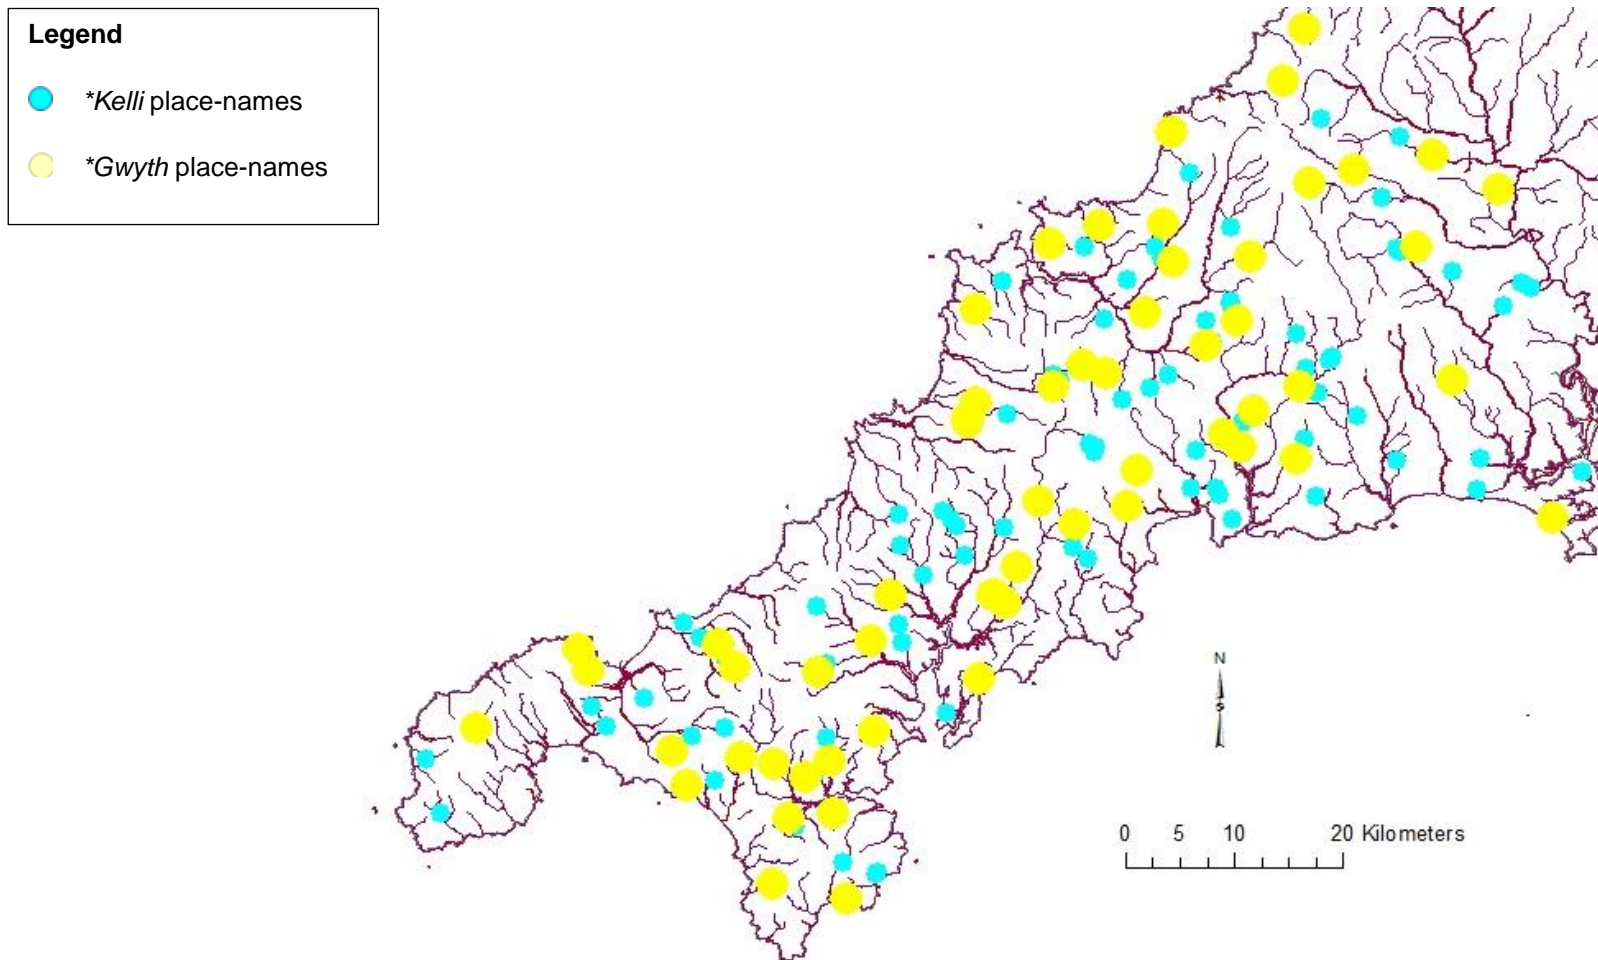 Legend
*Kelli place-names
*Gwyth place-names
N
S
0 5 10 20 Kilometers